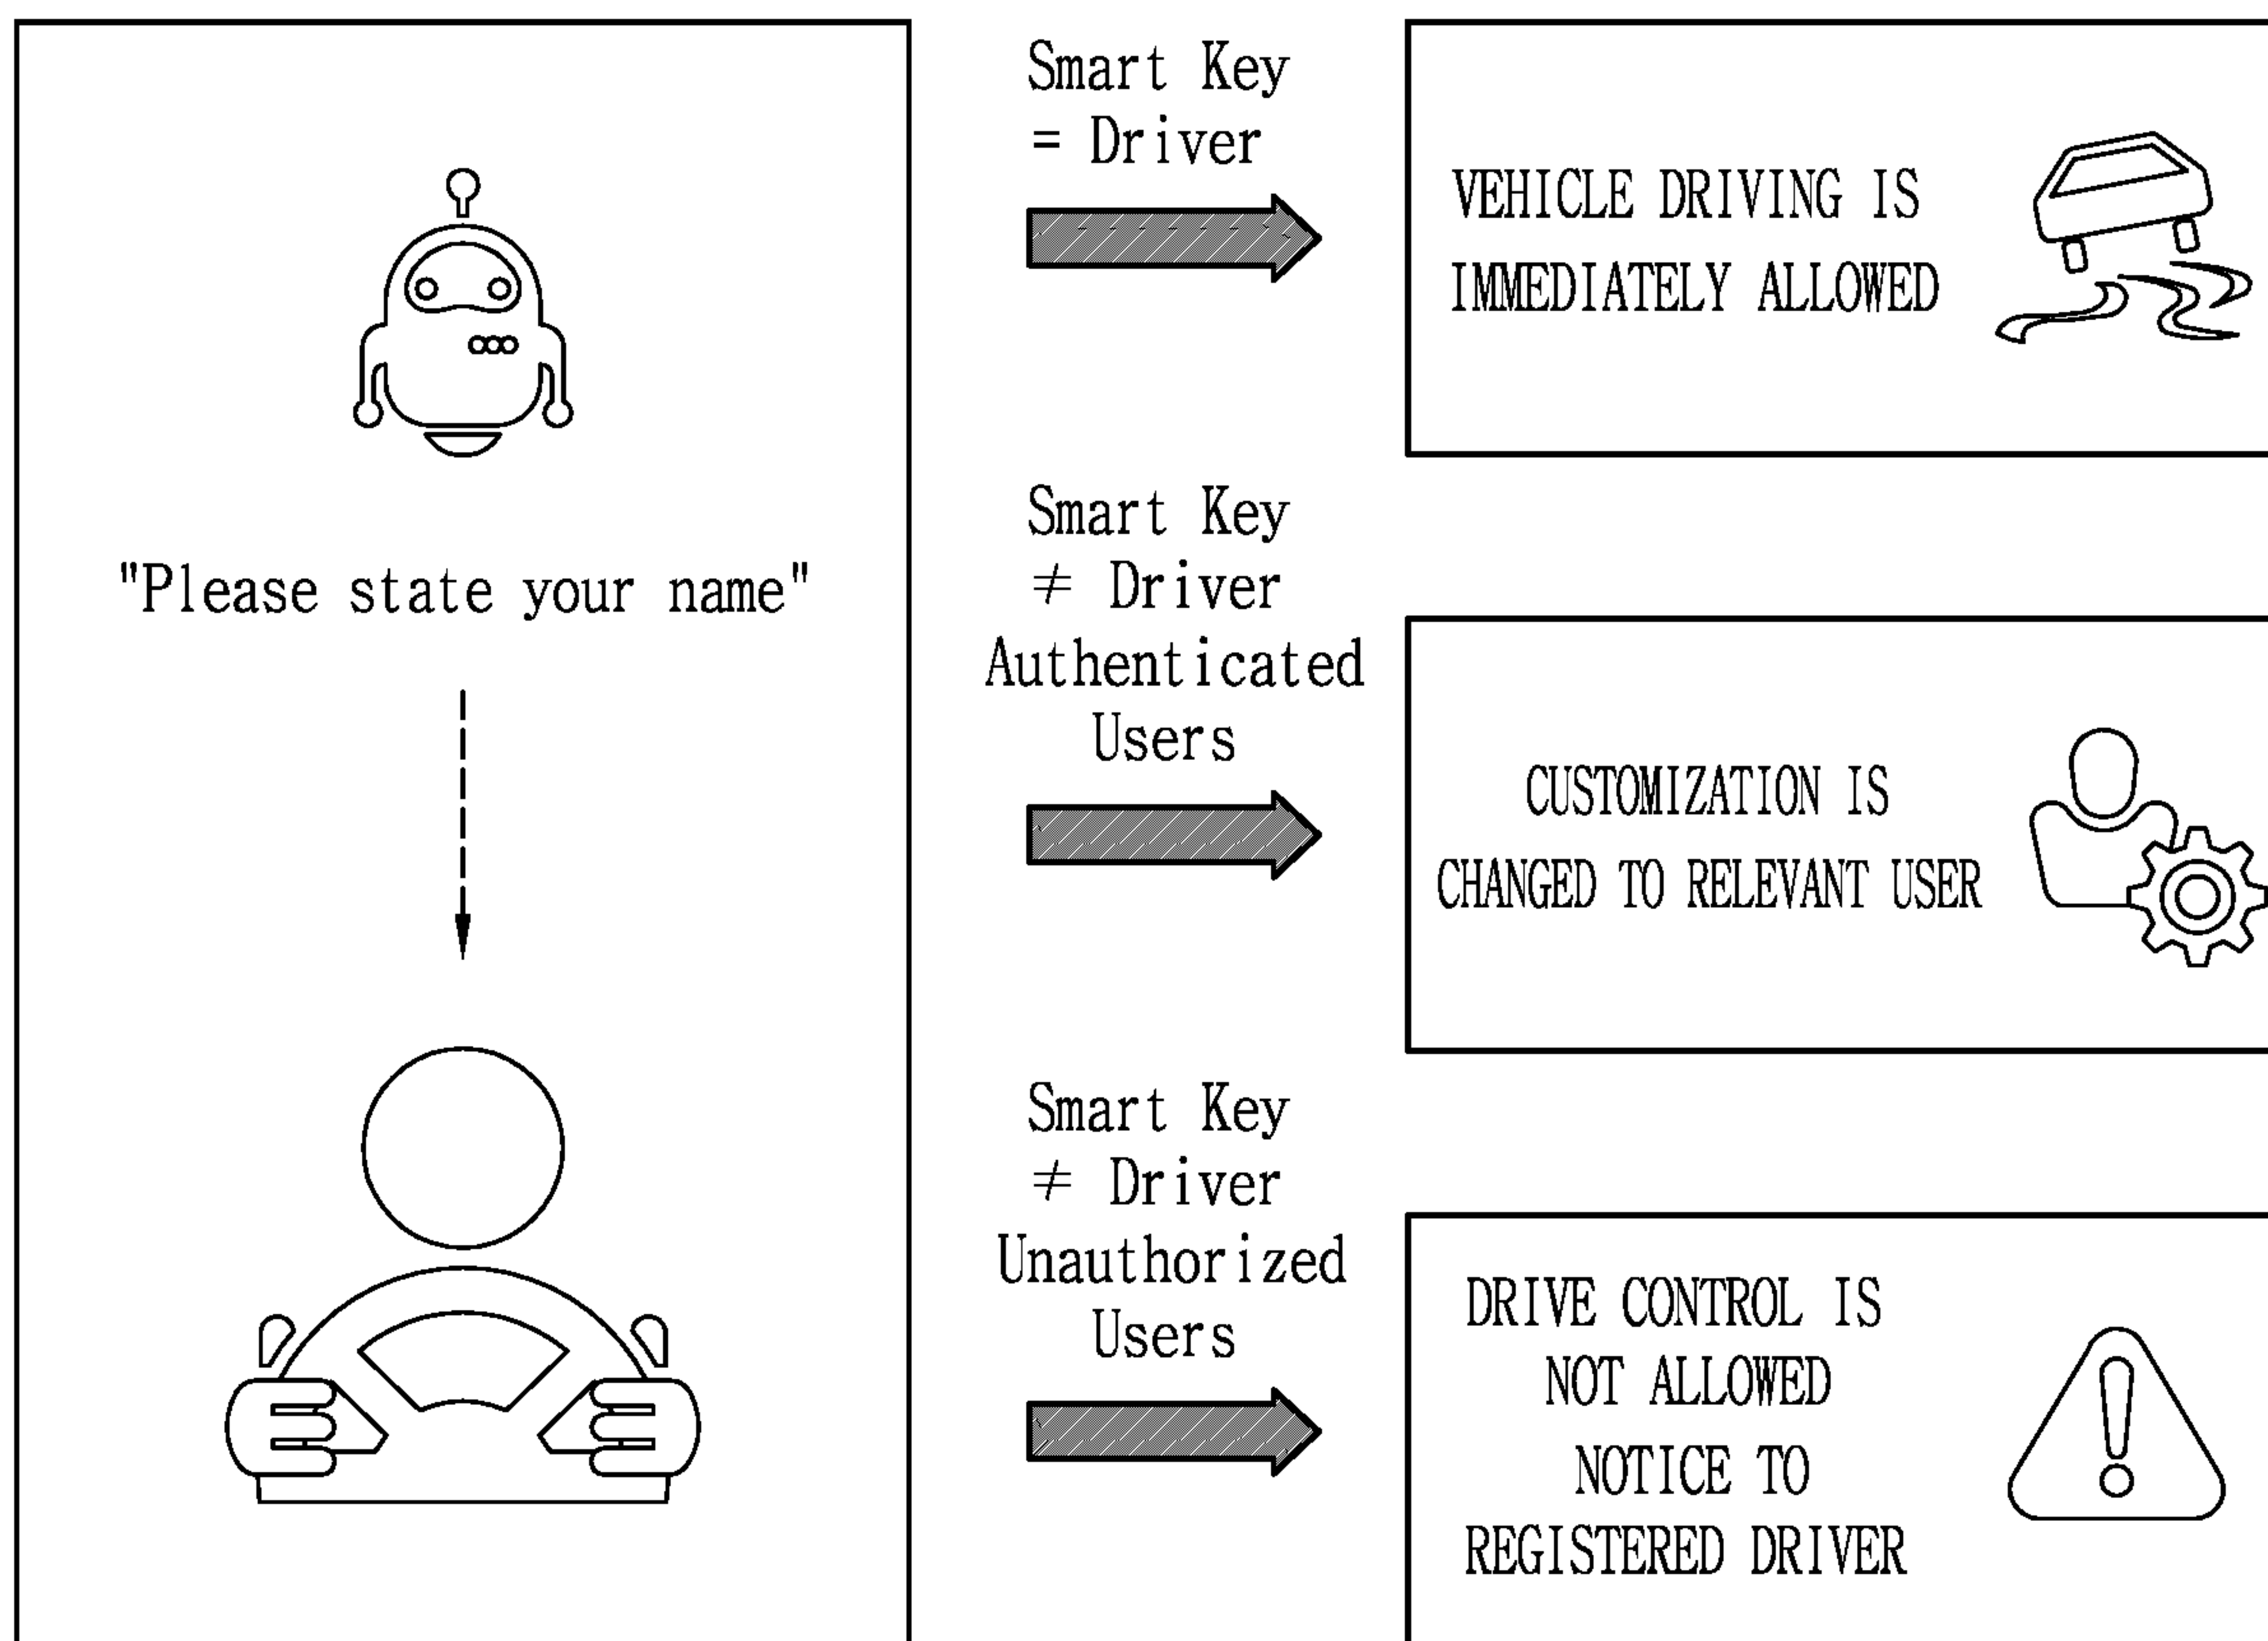 "Please state your name"
Smart Key
= Driver
VEHICLE DRIVING IS
IMMEDIATELY ALLOWED
Smart Key
≠ Driver
Authenticated
Users
CUSTOMIZATION IS
CHANGED TO RELEVANT USER
Smart Key
≠ Driver
Unauthorized
Users
DRIVE CONTROL IS
NOT ALLOWED
NOTICE TO
REGISTERED DRIVER